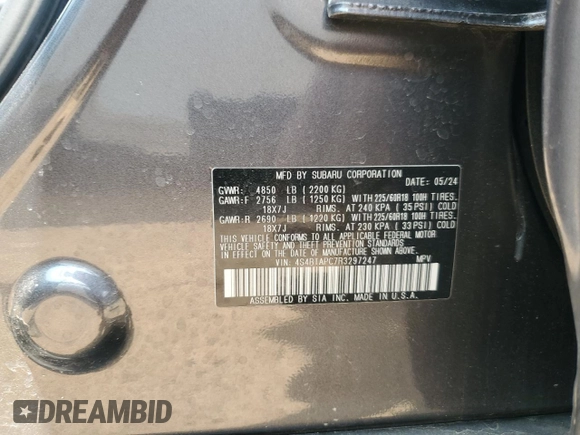 MFD BY SUBARU CORPORATION
DATE: 05/24
GVWR: 4850 LB (2200 KG)
GAWR:F 2756 LB (1250 KG) WITH 225/60R18 100H TIRES.
18X7J RIMS. AT 240 KPA (35 PSI) COLD
GAWR:R 2690 LB (1220 KG) WITH 225/60R18 100H TIRES.
18X7J RIMS. AT 230 KPA (33 PSI) COLD
THIS VEHICLE CONFORMS TO ALL APPLICABLE FEDERAL MOTOR
VEHICLE SAFETY AND THEFT PREVENTION STANDARDS
IN EFFECT ON THE DATE OF MANUFACTURE SHOWN ABOVE.
VIN: 4S4BTAPC7R3297247 MPV
ASSEMBLED BY SIA INC. MADE IN U.S.A.
DREAMBID